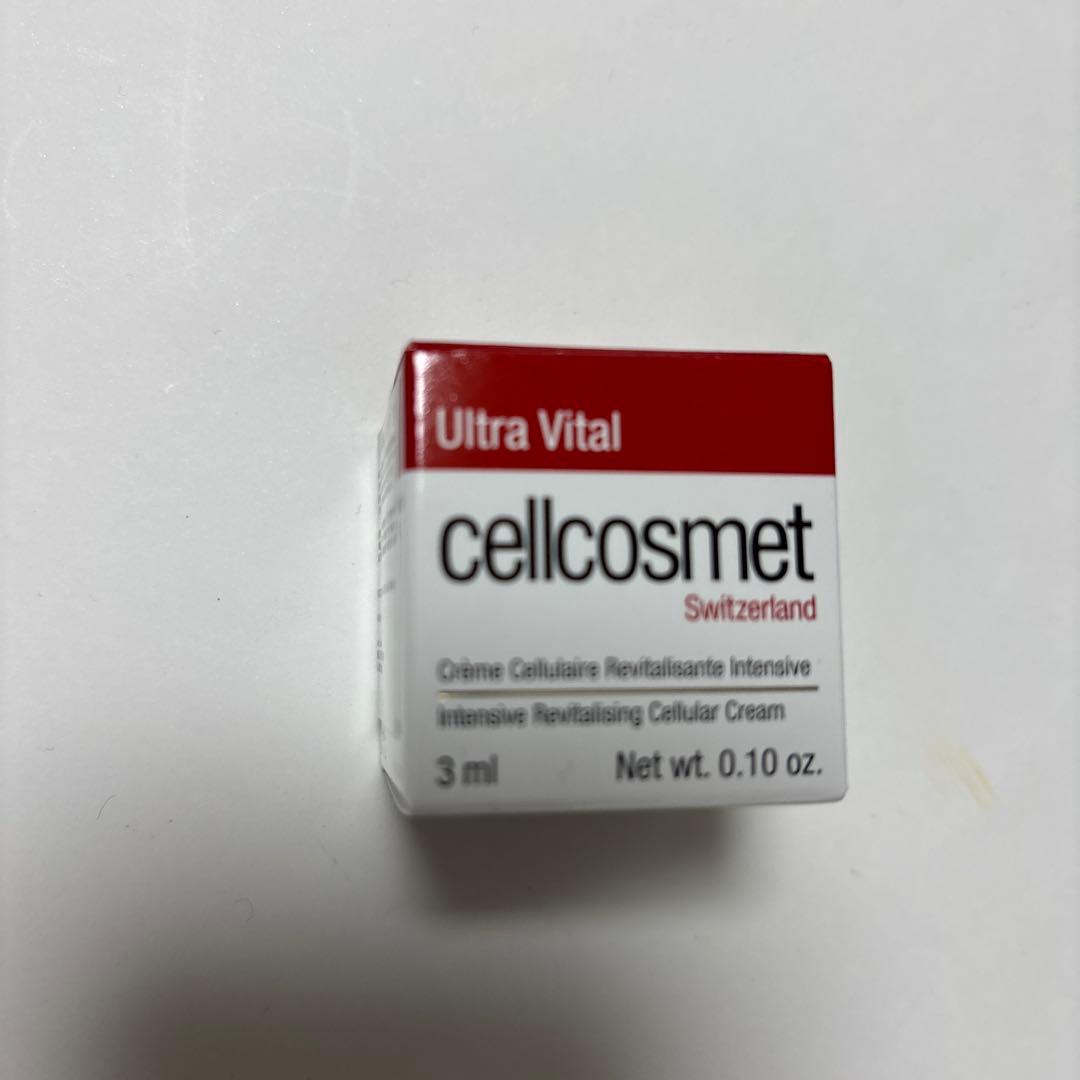 Ultra Vital
cellcosmet
Switzerland
Crème Cellulaire Revitalisante Intensive
Intensive Revitalising Cellular Cream
3 ml Net wt. 0.10 oz.